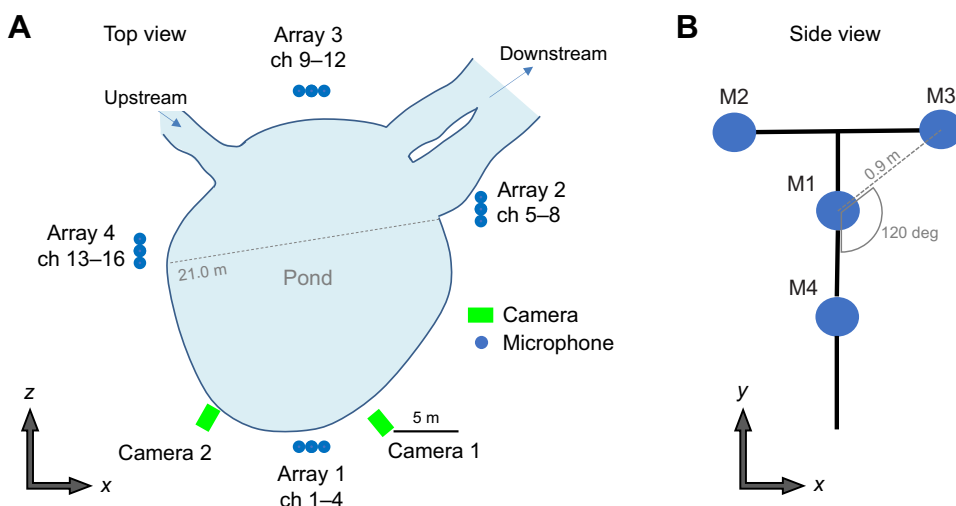 A
Top view
Array 3
ch 9–12
Downstream
Upstream
Array 2
ch 5–8
Array 4
ch 13–16
21.0 m
Pond
Camera
Microphone
5 m
Camera 2
Camera 1
Array 1
ch 1–4
z
x
B
Side view
M2
M3
0.9 m
M1
120 deg
M4
y
x